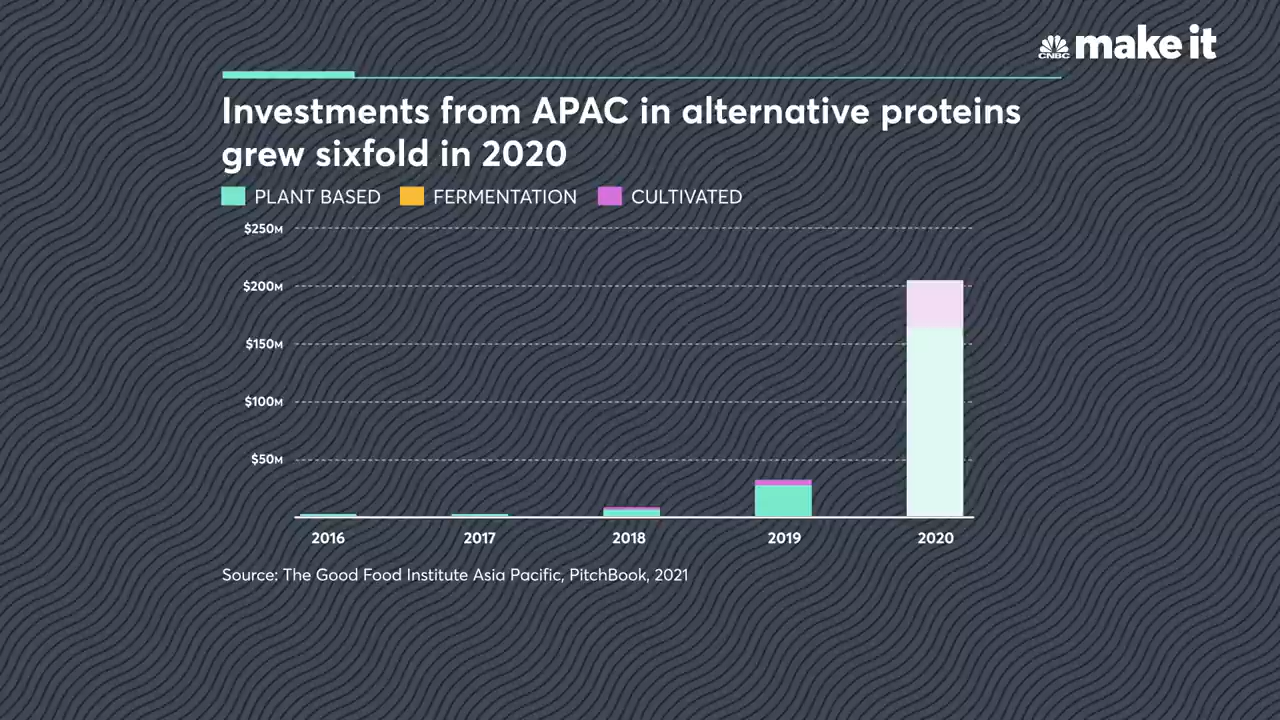 CNBC make it
Investments from APAC in alternative proteins
grew sixfold in 2020
PLANT BASED FERMENTATION CULTIVATED
$250M
$200M
$150M
$100M
$50M
2016 2017 2018 2019 2020
Source: The Good Food Institute Asia Pacific, PitchBook, 2021